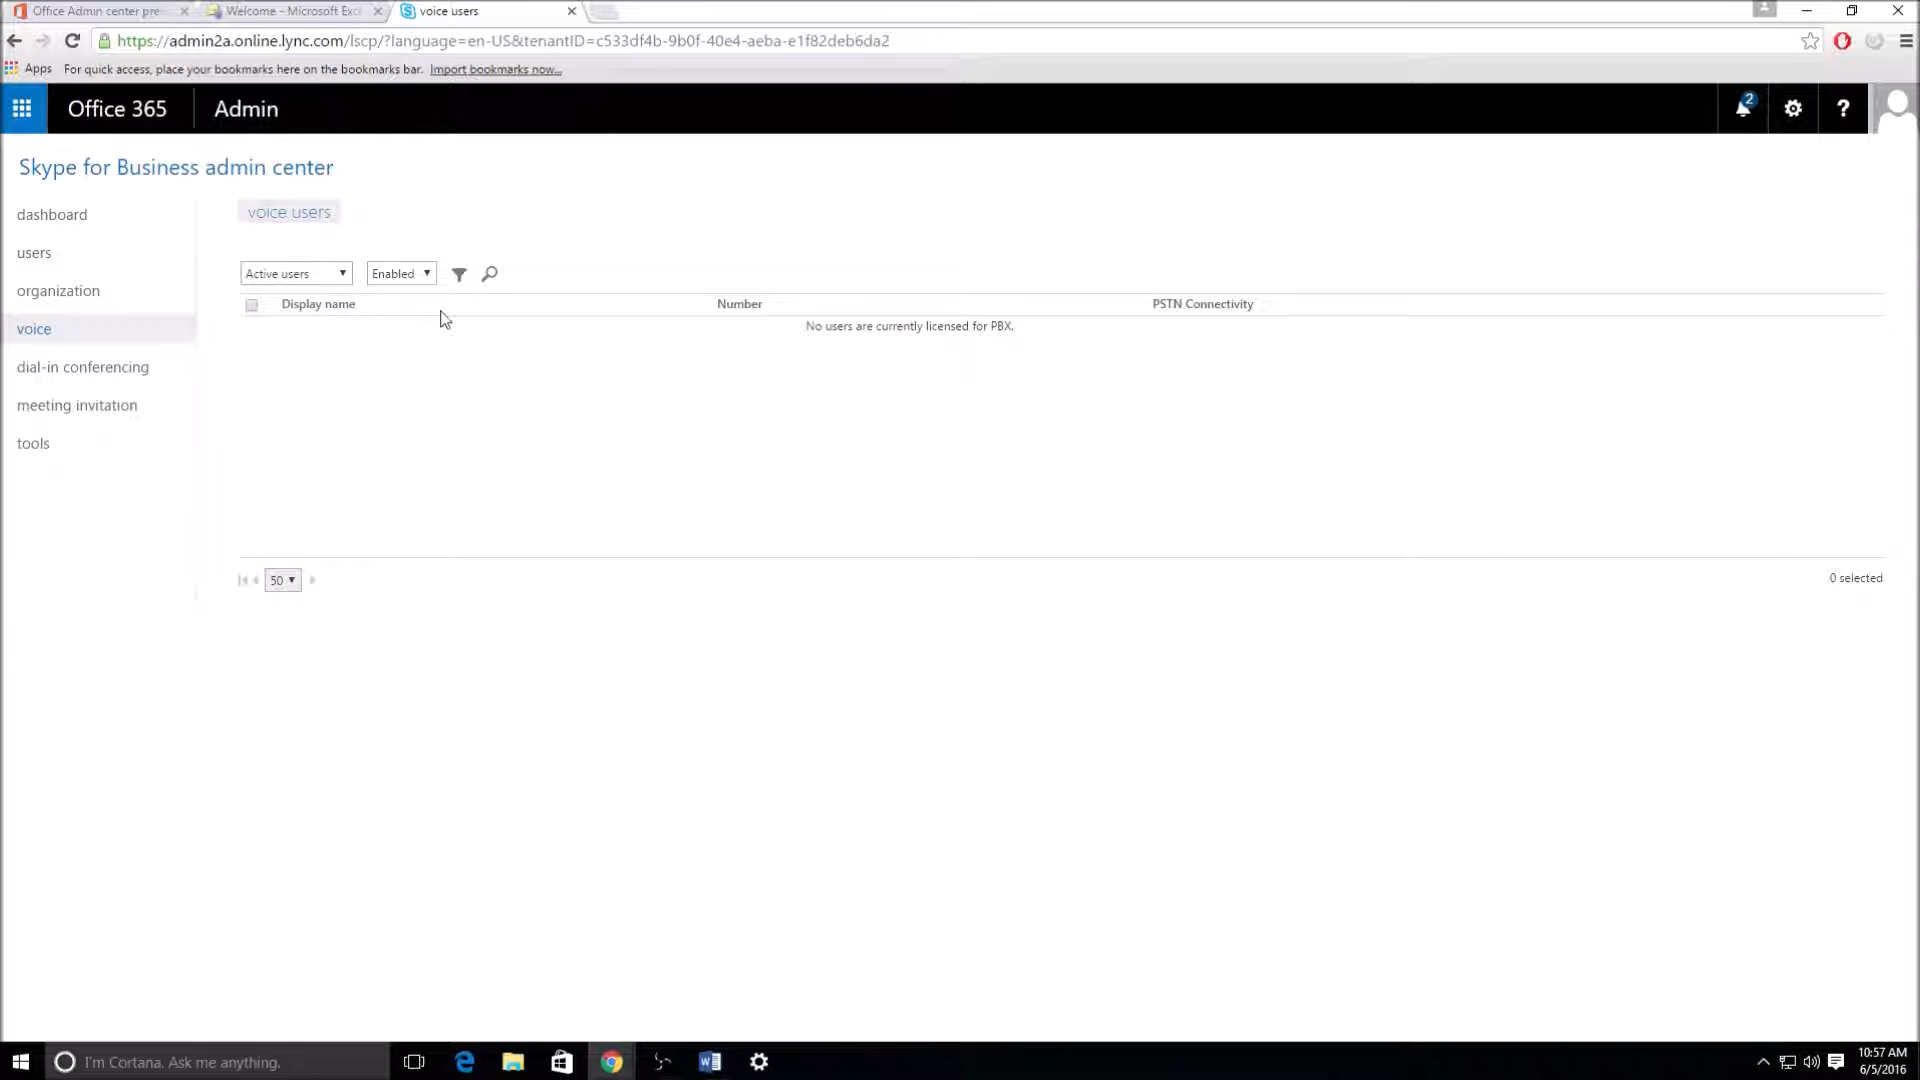 Office Admin center pre
Welcome - Microsoft Exc
voice users
https://admin2a.online.lync.com/lscp/?language=en-US&tenantID=c533df4b-9b0f-40e4-aeba-e1f82deb6da2
Apps
For quick access, place your bookmarks here on the bookmarks bar. Import bookmarks now...
Office 365
Admin
2
?
Skype for Business admin center
dashboard
users
organization
voice
dial-in conferencing
meeting invitation
tools
voice users
Active users
Enabled
Display name
Number
PSTN Connectivity
No users are currently licensed for PBX.
50
0 selected
I'm Cortana. Ask me anything.
10:57 AM
6/5/2016